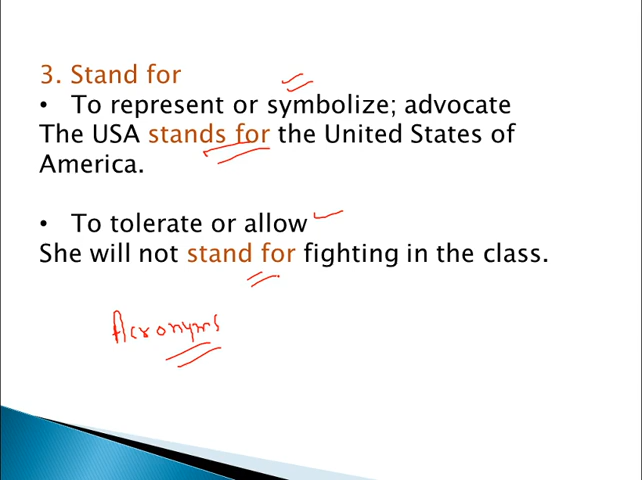 3. Stand for
• To represent or symbolize; advocate
The USA stands for the United States of
America.
• To tolerate or allow
She will not stand for fighting in the class.
Acronyms